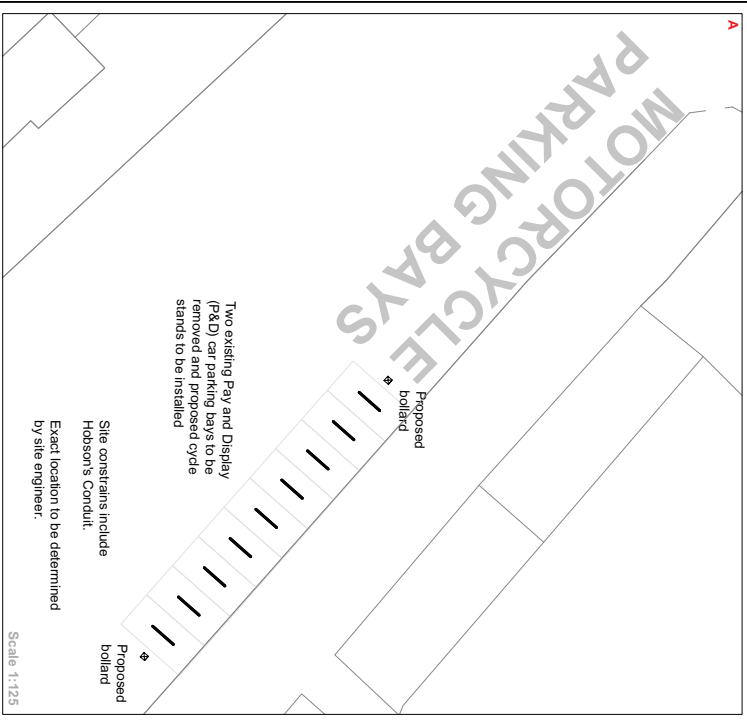 A
MOTORCYCLE
PARKING BAYS
Proposed
bollard
Two existing Pay and Display
(P&D) car parking bays to be
removed and proposed cycle
stands to be installed
Proposed
bollard
Site constrains include
Hobson's Conduit.
Exact location to be determined
by site engineer.
Scale 1:125